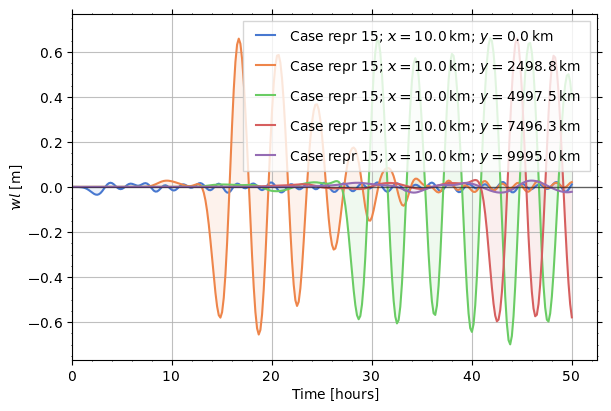 Case repr 15; x = 10.0 km; y = 0.0 km
Case repr 15; x = 10.0 km; y = 2498.8 km
Case repr 15; x = 10.0 km; y = 4997.5 km
Case repr 15; x = 10.0 km; y = 7496.3 km
Case repr 15; x = 10.0 km; y = 9995.0 km
wl [m]
0.6
0.4
0.2
0.0
−0.2
−0.4
−0.6
0 10 20 30 40 50
Time [hours]